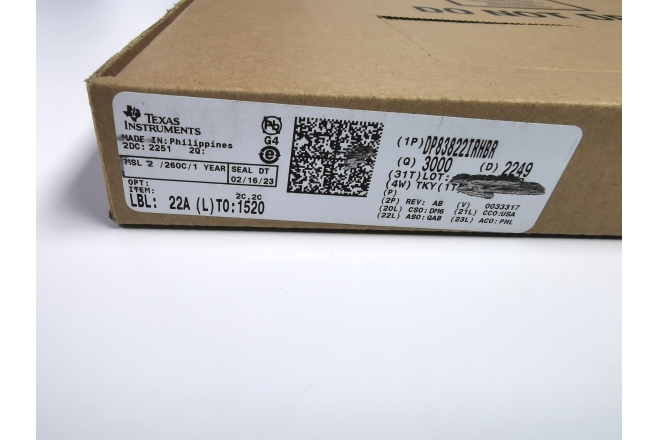 DO NOT
TEXAS
INSTRUMENTS
MADE IN: Philippines
2DC: 2251 2Q:
MSL 2 /260C/1 YEAR SEAL DT
02/16/23
OPT:
ITEM:
2C.2C
LBL: 22A (L)TO:1520
Pb
G4
e
(1P) DP83822IRHBR
(Q) 3000 (D) 2249
(31T)LOT:
(4W) TKY(1T)
(P)
(2P) REV: AB (V) 0033317
(20L) CSO:DM6 (21L) CCO:USA
(22L) ASO:QAB (23L) ACO:PHL